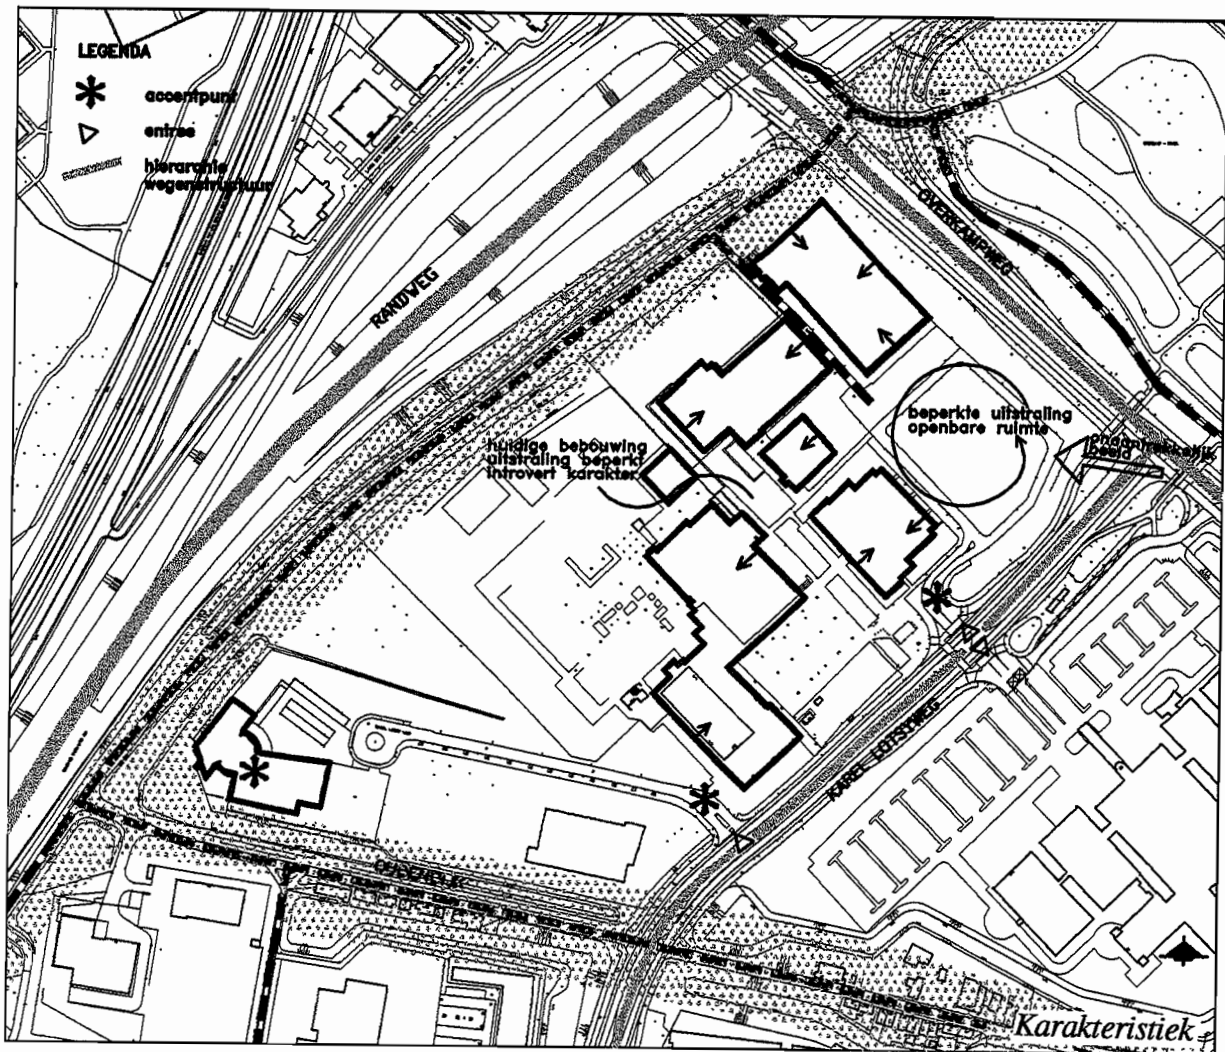 LEGENDA
accentpunt
entree
hierarchie
wegenstructuur
RANDWEG
OVERKAMPWEG
beperkte uitstraling
openbare ruimte
onaantrekkelijk
beeld
huidige bebouwing
uitstraling beperkt
introvert karakter
KAREL LOTSYWEG
Karakteristiek